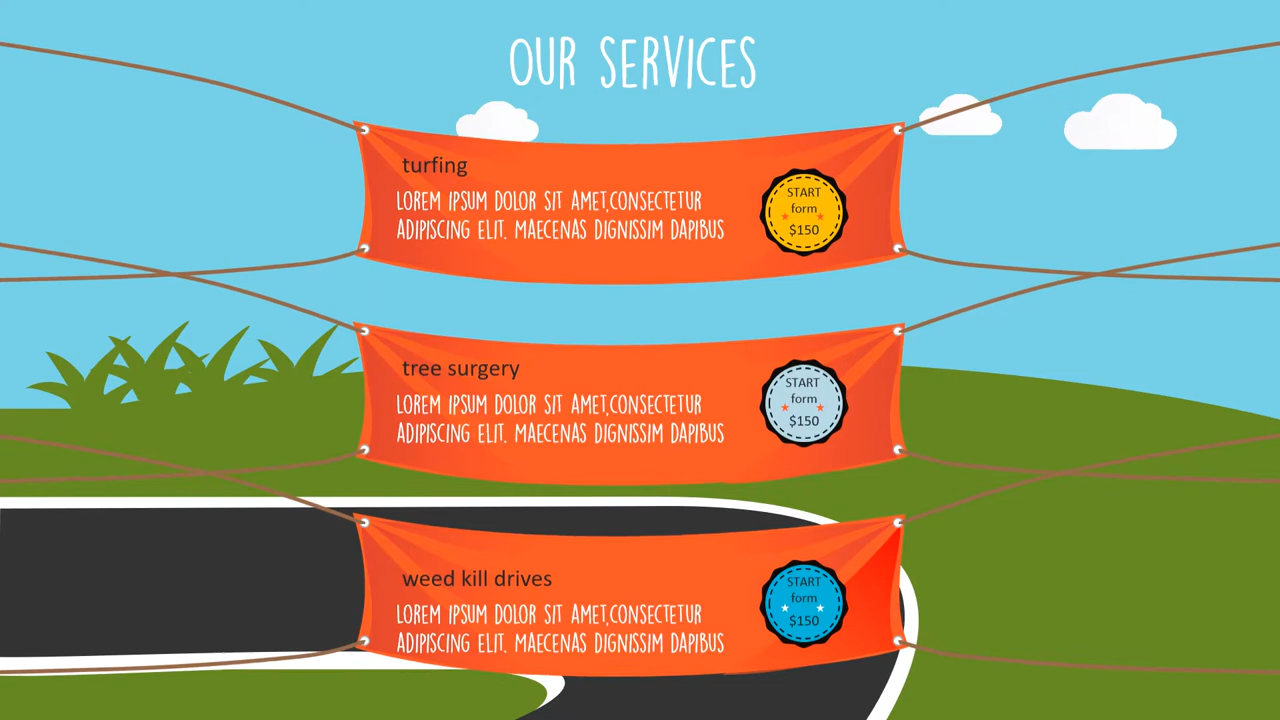 OUR SERVICES
turfing
LOREM IPSUM DOLOR SIT AMET,CONSECTETUR
ADIPISCING ELIT. MAECENAS DIGNISSIM DAPIBUS
START
form
$150
tree surgery
LOREM IPSUM DOLOR SIT AMET,CONSECTETUR
ADIPISCING ELIT. MAECENAS DIGNISSIM DAPIBUS
START
form
$150
weed kill drives
LOREM IPSUM DOLOR SIT AMET,CONSECTETUR
ADIPISCING ELIT. MAECENAS DIGNISSIM DAPIBUS
START
form
$150